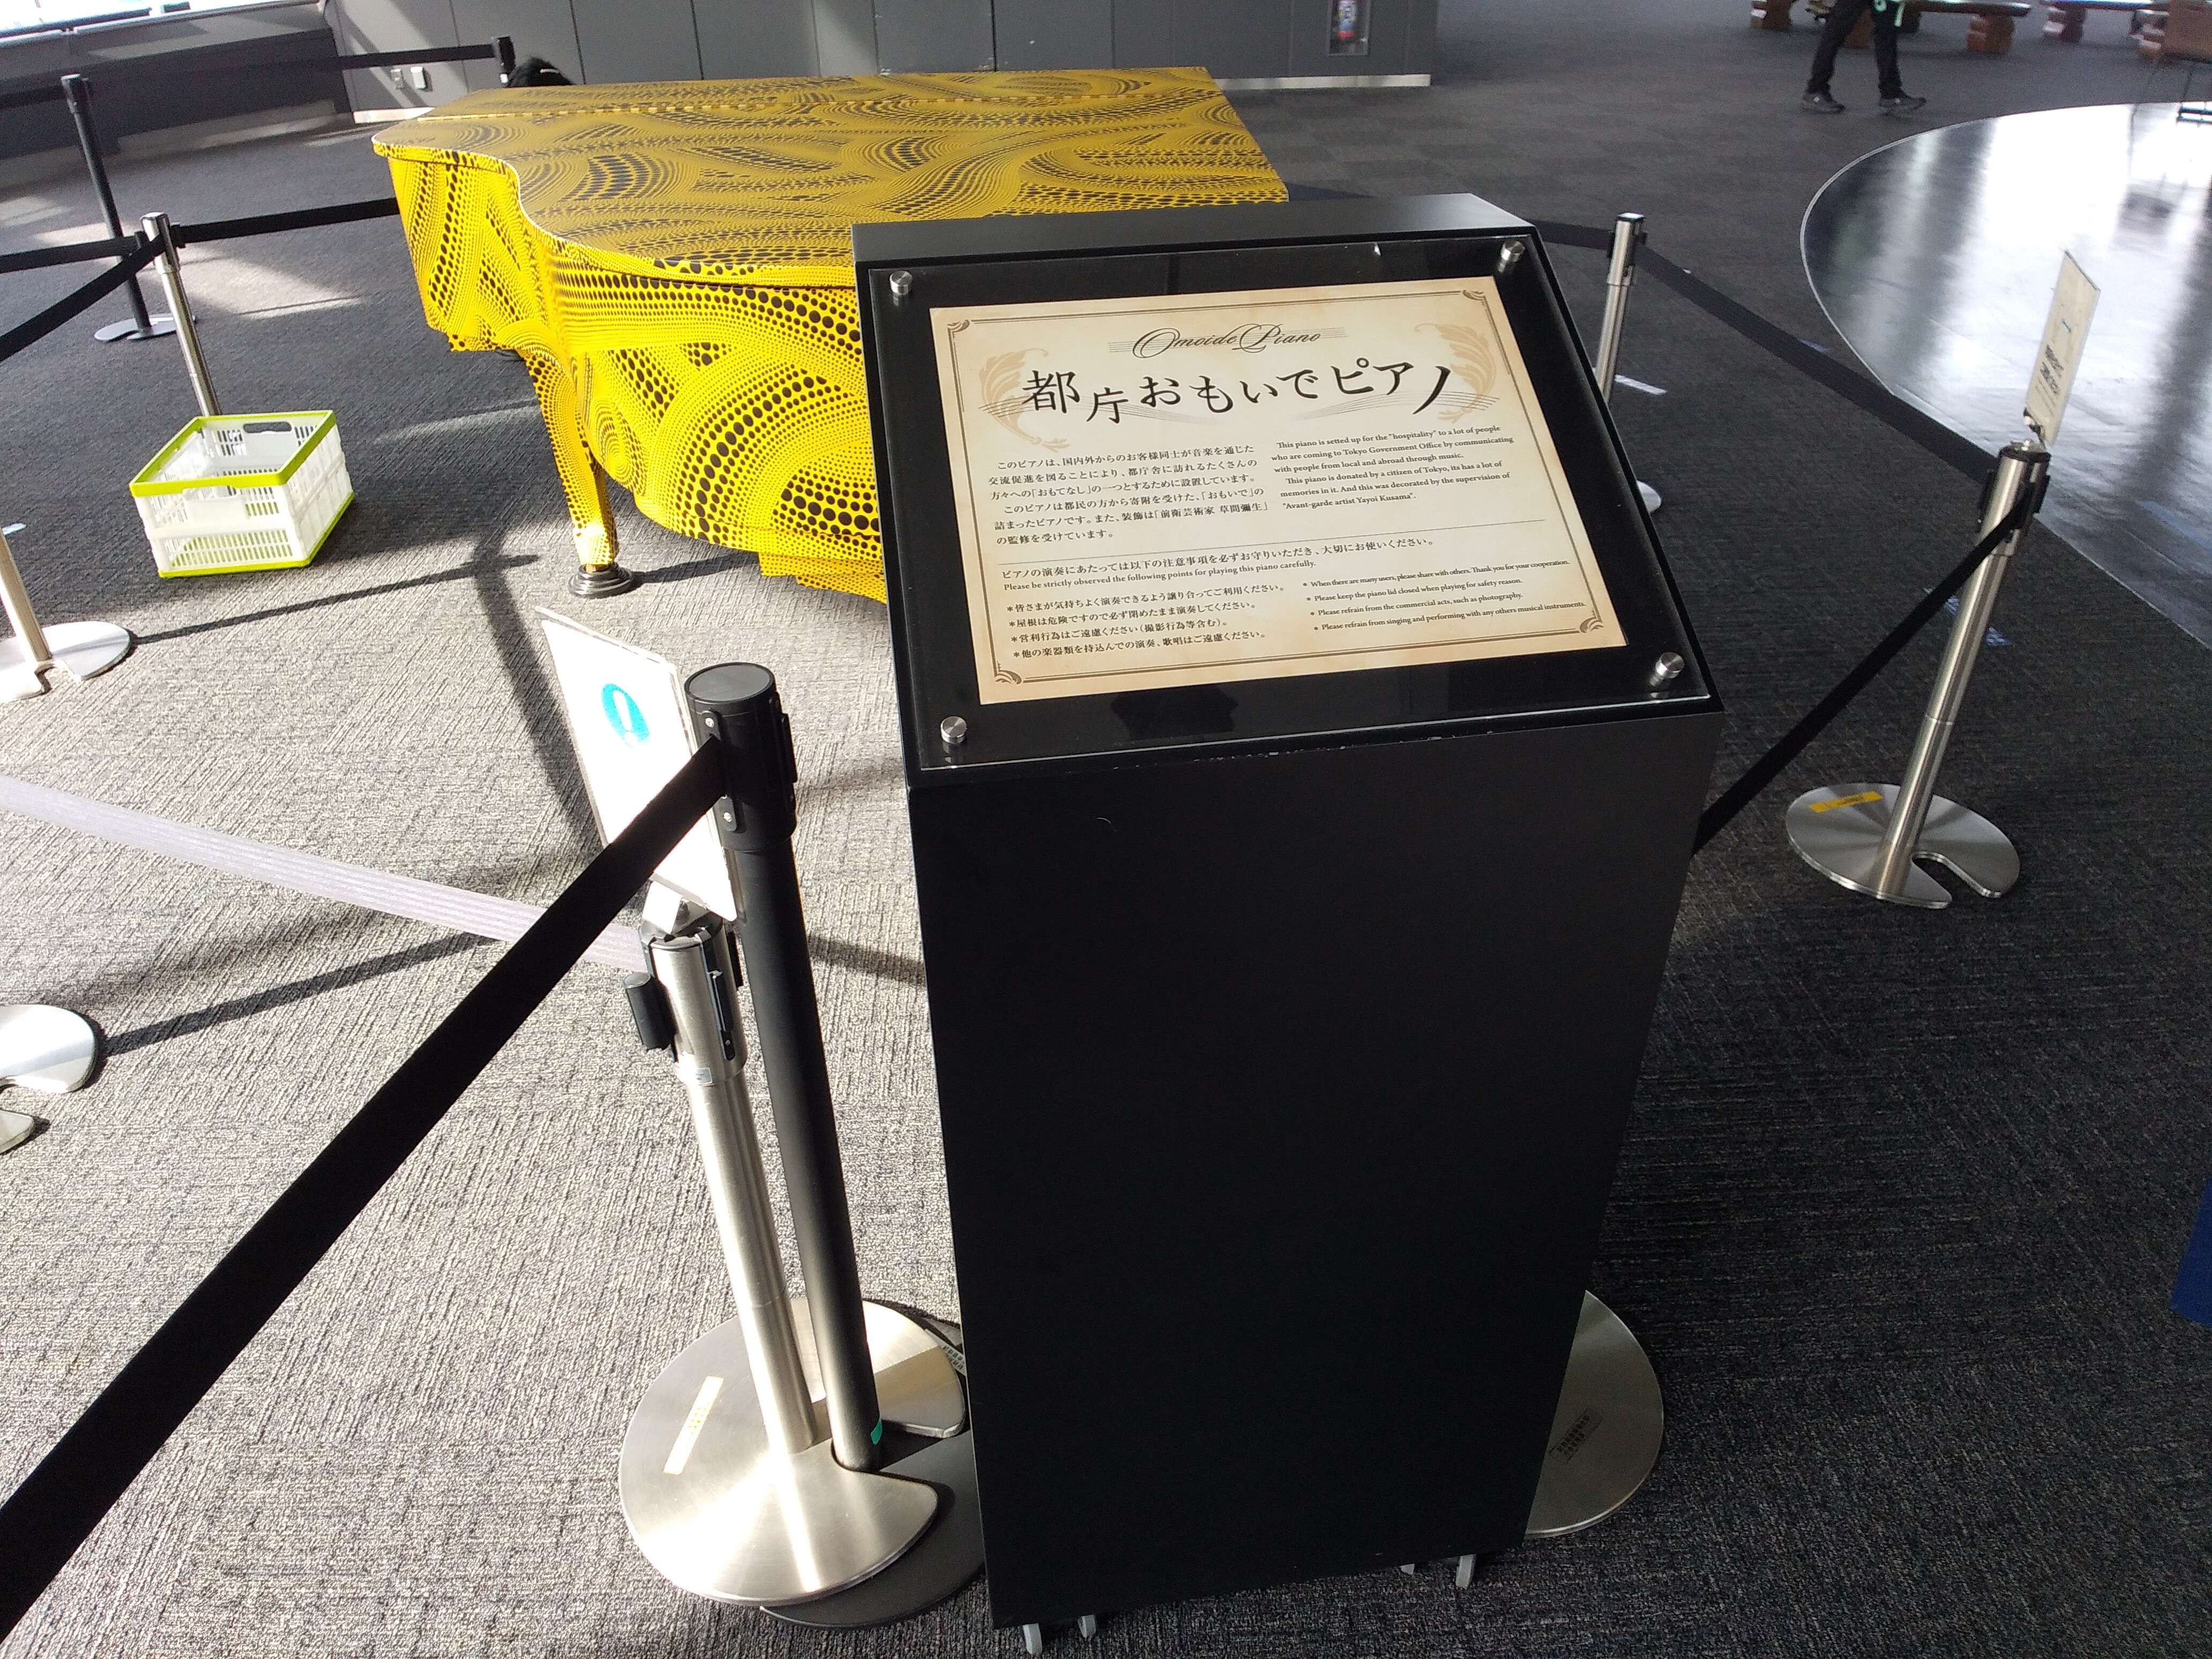 Omoide Piano
都庁おもいでピアノ
このピアノは、国内外からのお客様同士が音楽を通じた
交流促進を図ることにより、都庁舎に訪れるたくさんの
方々への「おもてなし」の一つとするために設置しています。
このピアノは都民の方から寄附を受けた、「おもいで」の
詰まったピアノです。また、装飾は「前衛芸術家 草間彌生」
の監修を受けています。
This piano is setted up for the "hospitality" to a lot of people
who are coming to Tokyo Government Office by communicating
with people from local and abroad through music.
This piano is donated by a citizen of Tokyo, its has a lot of
memories in it. And this was decorated by the supervision of
"Avant-garde artist Yayoi Kusama".
ピアノの演奏にあたっては以下の注意事項を必ずお守りいただき、大切にお使いください。
Please be strictly observed the following points for playing this piano carefully.
＊皆さまが気持ちよく演奏できるよう譲り合ってご利用ください。
＊屋根は危険ですので必ず閉めたまま演奏してください。
＊営利行為はご遠慮ください（撮影行為等含む）。
＊他の楽器類を持込んでの演奏、歌唱はご遠慮ください。
＊ When there are many users, please share with others. Thank you for your cooperation.
＊ Please keep the piano lid closed when playing for safety reason.
＊ Please refrain from the commercial acts, such as photography.
＊ Please refrain from singing and performing with any others musical instruments.